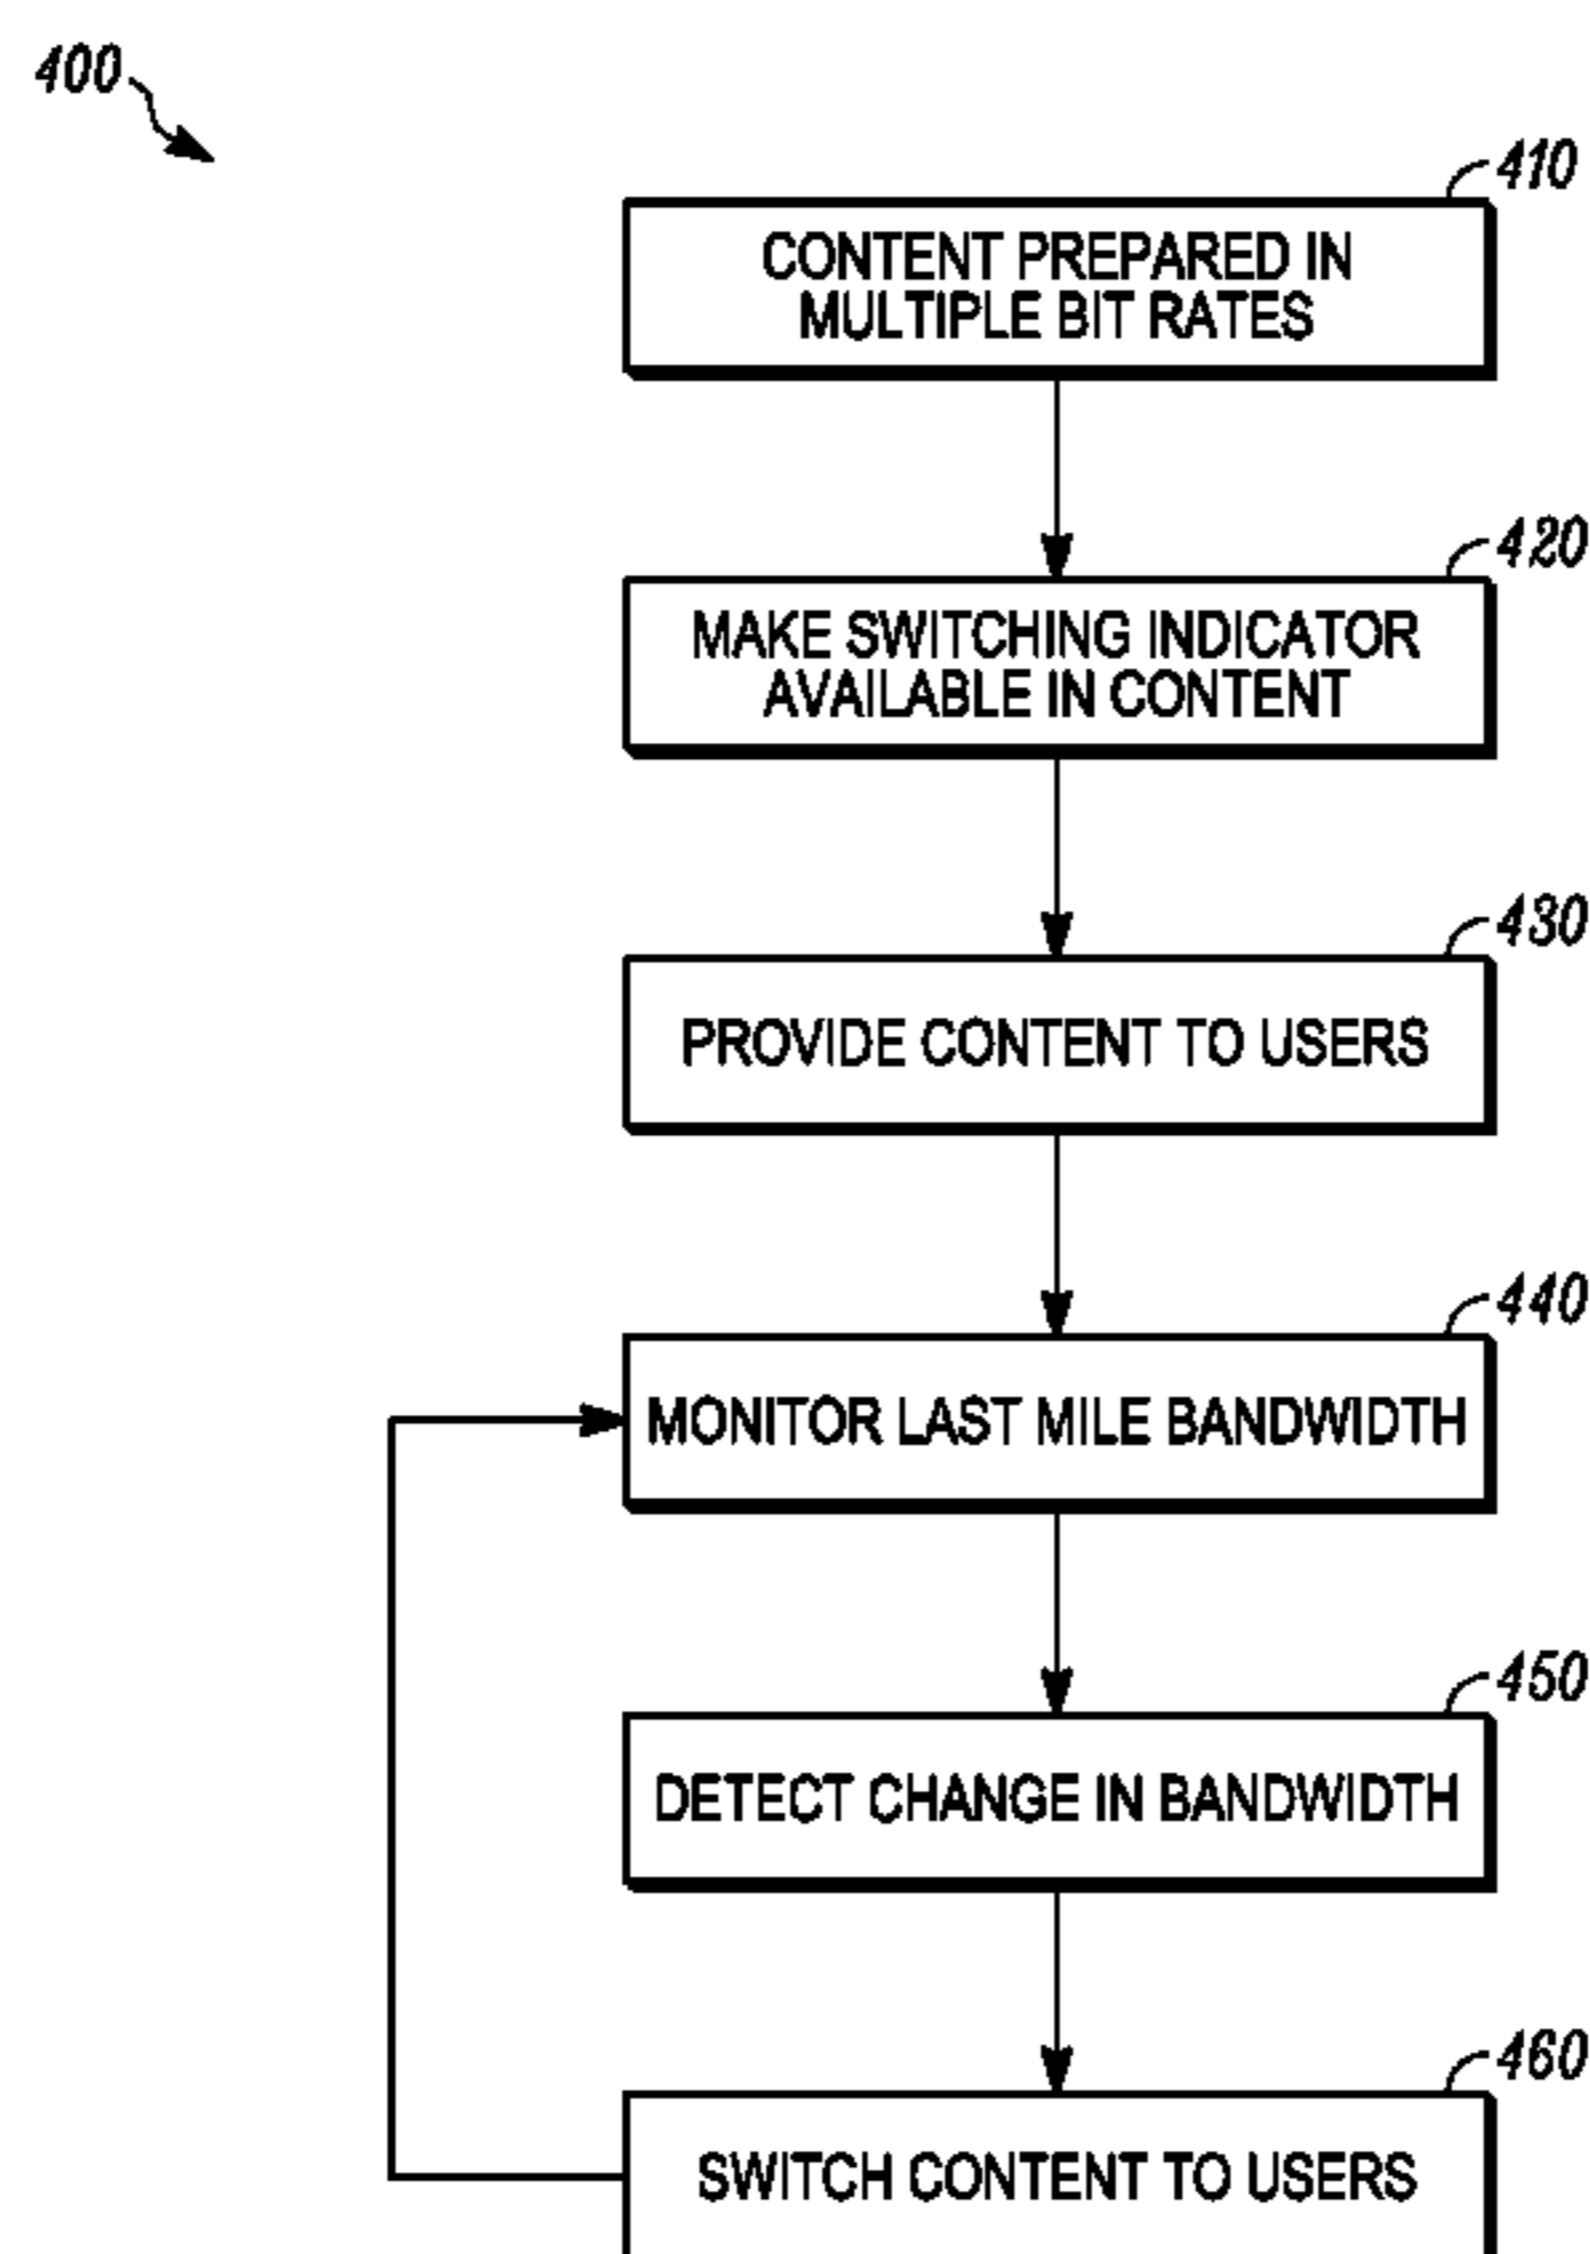 400
410
CONTENT PREPARED IN
MULTIPLE BIT RATES
420
MAKE SWITCHING INDICATOR
AVAILABLE IN CONTENT
430
PROVIDE CONTENT TO USERS
440
MONITOR LAST MILE BANDWIDTH
450
DETECT CHANGE IN BANDWIDTH
460
SWITCH CONTENT TO USERS